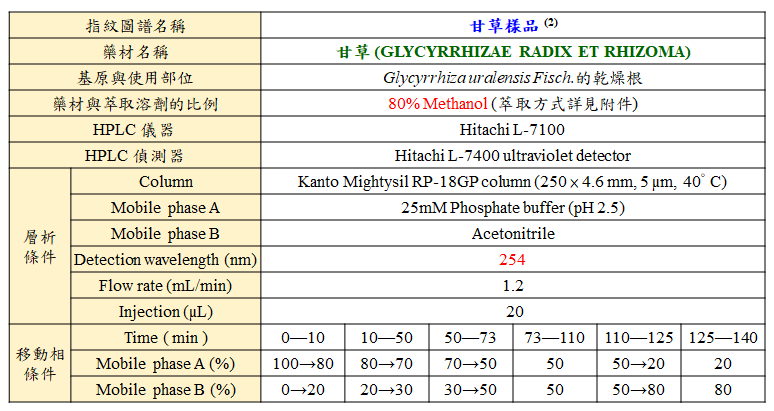 指紋圖譜名稱 甘草樣品 (2)
藥材名稱 甘草 (GLYCYRRHIZAE RADIX ET RHIZOMA)
基原與使用部位 Glycyrrhiza uralensis Fisch.的乾燥根
藥材與萃取溶劑的比例 80% Methanol (萃取方式詳見附件)
HPLC 儀器 Hitachi L-7100
HPLC 偵測器 Hitachi L-7400 ultraviolet detector
層析條件
Column Kanto Mightysil RP-18GP column (250 x 4.6 mm, 5 μm, 40° C)
Mobile phase A 25mM Phosphate buffer (pH 2.5)
Mobile phase B Acetonitrile
Detection wavelength (nm) 254
Flow rate (mL/min) 1.2
Injection (μL) 20
移動相條件
Time ( min ) 0—10 10—50 50—73 73—110 110—125 125—140
Mobile phase A (%) 100→80 80→70 70→50 50 50→20 20
Mobile phase B (%) 0→20 20→30 30→50 50 50→80 80